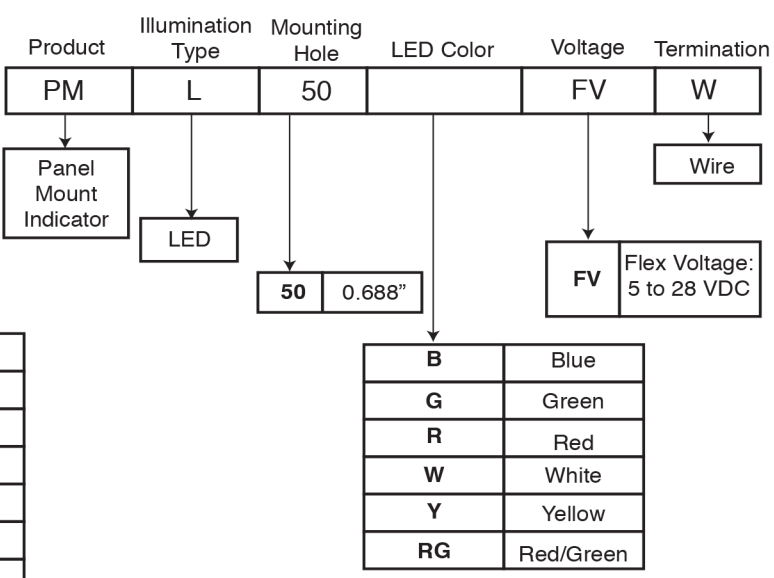 Product Illumination Type Mounting Hole LED Color Voltage Termination
PM L 50 FV W
Panel
Mount
Indicator
LED
50 0.688”
B Blue
G Green
R Red
W White
Y Yellow
RG Red/Green
FV Flex Voltage:
5 to 28 VDC
Wire